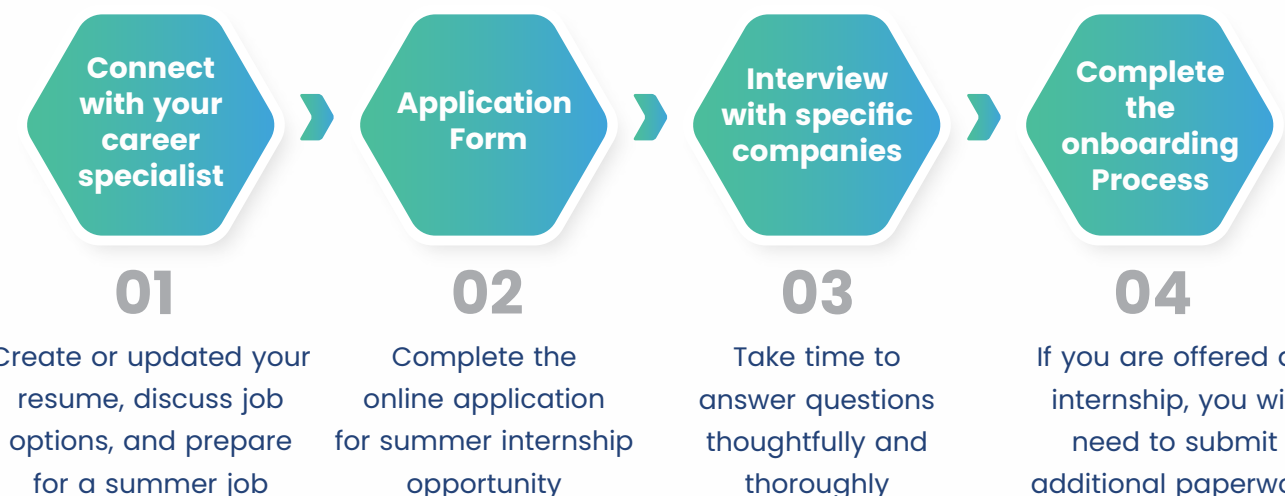 Connect
with your
career
specialist
Application
Form
Interview
with specific
companies
Complete
the
onboarding
Process
01
02
03
04
Create or updated your
resume, discuss job
options, and prepare
for a summer job
Complete the
online application
for summer internship
opportunity
Take time to
answer questions
thoughtfully and
thoroughly
If you are offered
internship, you
need to submit
additional